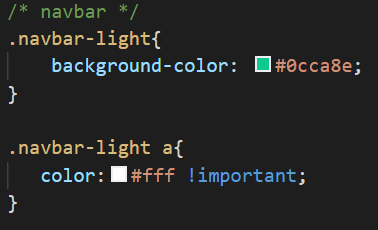 /* navbar */
.navbar-light{
background-color: #0cca8e;
}
.navbar-light a{
color: #fff !important;
}